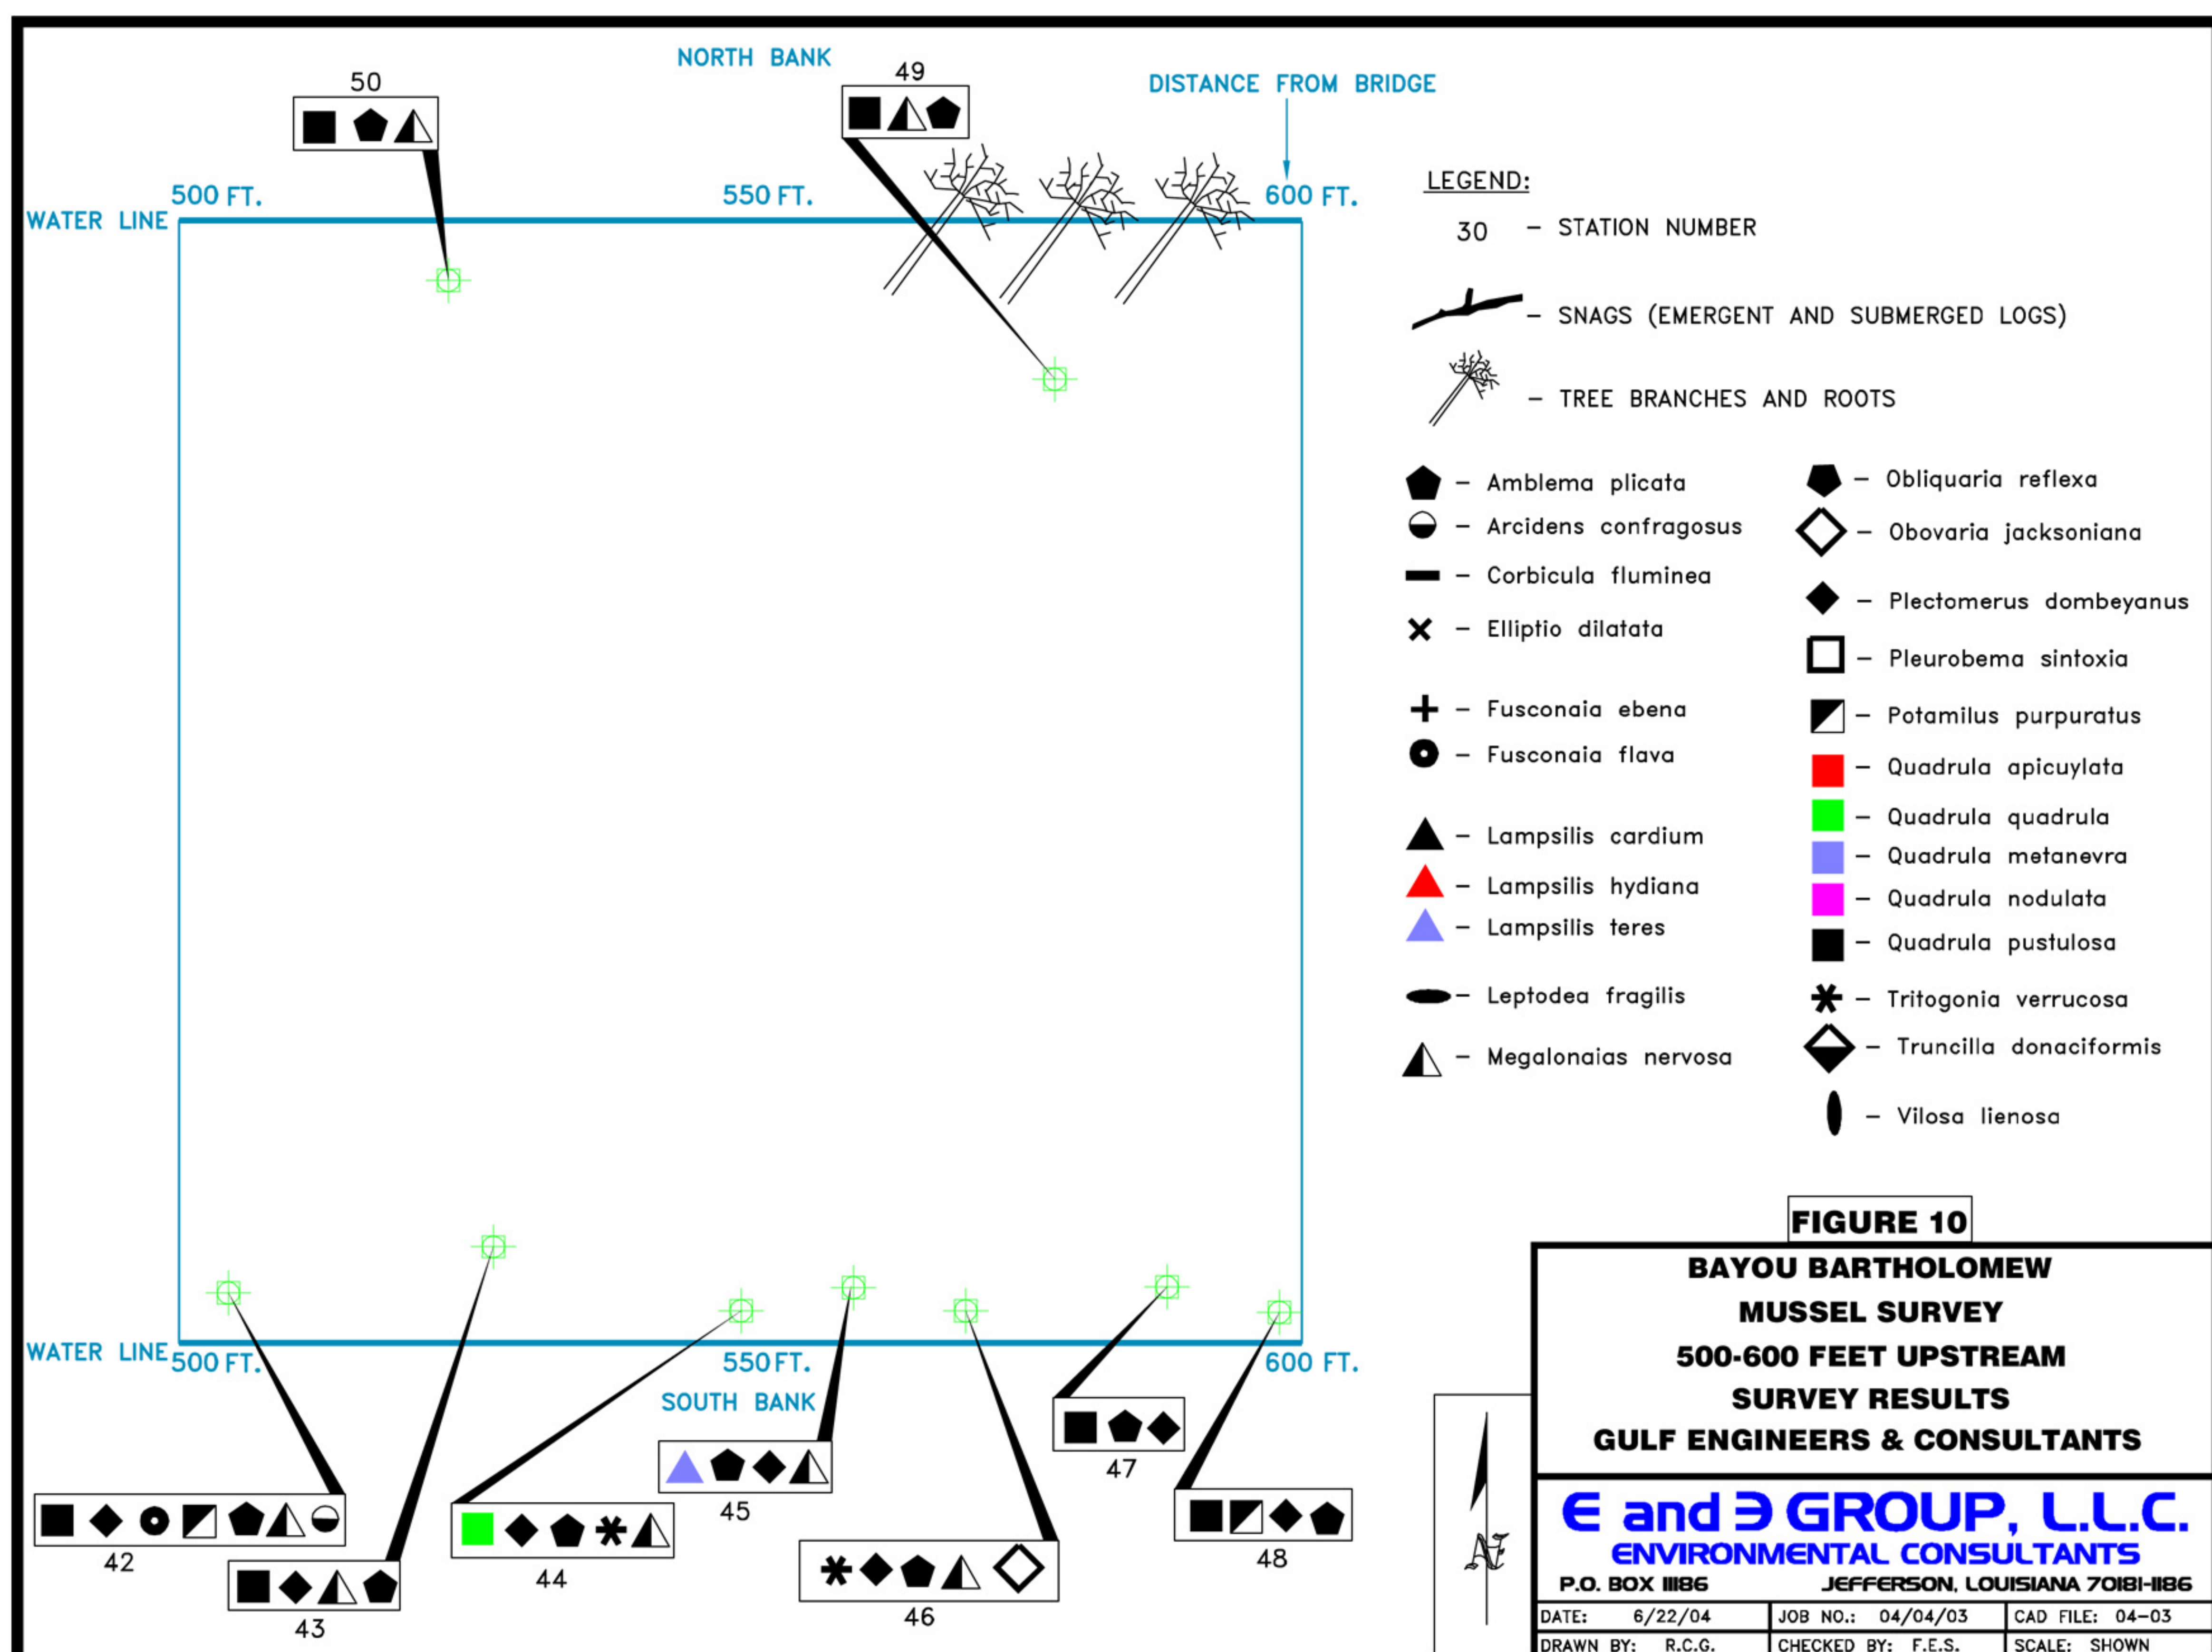 50
NORTH BANK
49
DISTANCE FROM BRIDGE
500 FT.
550 FT.
600 FT.
WATER LINE
LEGEND:
30 - STATION NUMBER
- SNAGS (EMERGENT AND SUBMERGED LOGS)
- TREE BRANCHES AND ROOTS
- Amblema plicata
- Arcidens confragosus
- Corbicula fluminea
- Elliptio dilatata
- Fusconaia ebena
- Fusconaia flava
- Lampsilis cardium
- Lampsilis hydiana
- Lampsilis teres
- Leptodea fragilis
- Megalonaias nervosa
- Obliquaria reflexa
- Obovaria jacksoniana
- Plectomerus dombeyanus
- Pleurobema sintoxia
- Potamilus purpuratus
- Quadrula apicuylata
- Quadrula quadrula
- Quadrula metanevra
- Quadrula nodulata
- Quadrula pustulosa
- Tritogonia verrucosa
- Truncilla donaciformis
- Vilosa lienosa
WATER LINE
500 FT.
550 FT.
600 FT.
SOUTH BANK
42
43
44
45
46
47
48
N
FIGURE 10
BAYOU BARTHOLOMEW
MUSSEL SURVEY
500-600 FEET UPSTREAM
SURVEY RESULTS
GULF ENGINEERS & CONSULTANTS
E and E GROUP, L.L.C.
ENVIRONMENTAL CONSULTANTS
P.O. BOX 11186 JEFFERSON, LOUISIANA 70181-1186
DATE: 6/22/04 JOB NO.: 04/04/03 CAD FILE: 04-03
DRAWN BY: R.C.G. CHECKED BY: F.E.S. SCALE: SHOWN